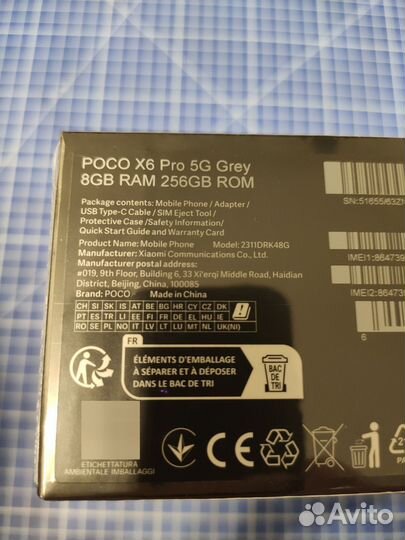 POCO X6 Pro 5G Grey
8GB RAM 256GB ROM
Package contents: Mobile Phone / Adapter /
USB Type-C Cable / SIM Eject Tool /
Protective Case /Safety Information/
Quick Start Guide and Warranty Card
Product Name: Mobile Phone Model: 2311DRK48G
Manufacturer: Xiaomi Communications Co., Ltd.
#019, 9th Floor, Building 6, 33 Xi'erqi Middle Road, Haidian
District, Beijing, China, 100085
Brand: POCO Made in China
CH SI SK IS AT BE BG HR CY CZ DK
PT ES TR LI EE FI FR DE EL HU IE
RO SE PL NO IT LV LT LU MT NL UK(NI)
FR
ÉLÉMENTS D'EMBALLAGE
À SÉPARER ET À DÉPOSER
DANS LE BAC DE TRI
BAC
DE
TRI
ETICHETTATURA
AMBIENTALE IMBALLAGGI
CE
SN:51655/63ZN
IMEI1:864739
IMEI2:864739
6
Avito